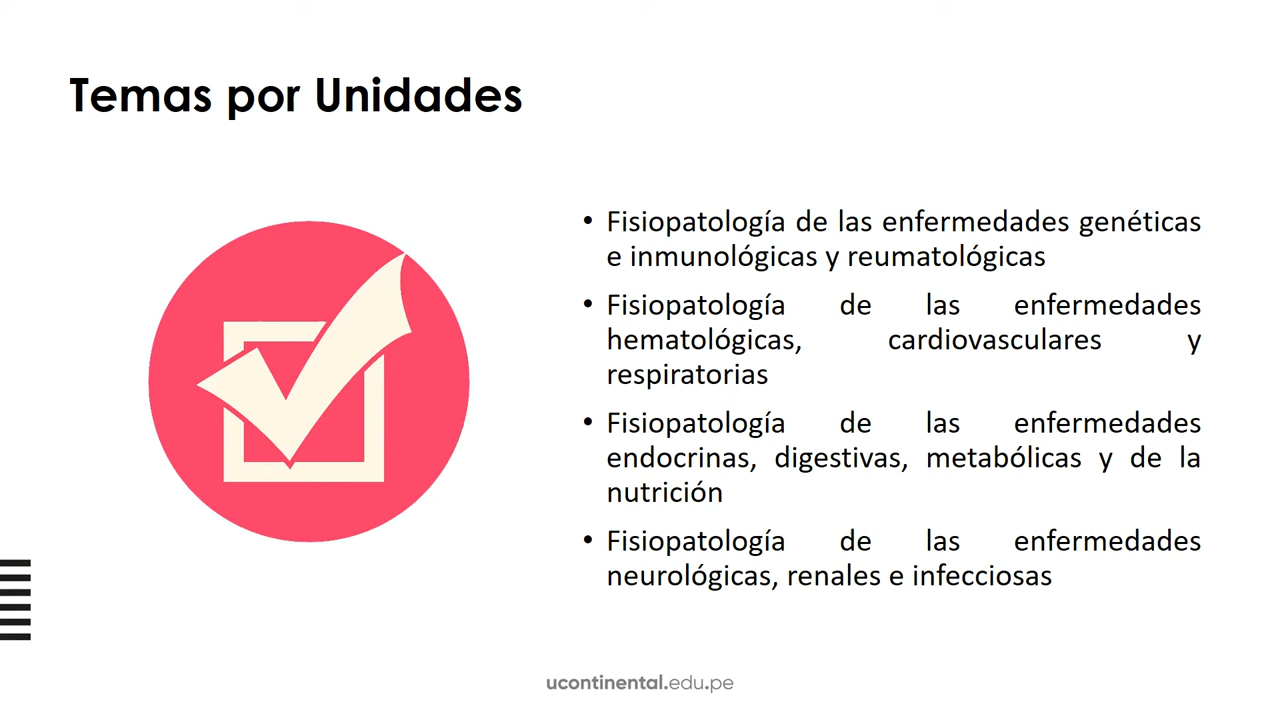 Temas por Unidades
• Fisiopatología de las enfermedades genéticas
e inmunológicas y reumatológicas
• Fisiopatología de las enfermedades
hematológicas, cardiovasculares y
respiratorias
• Fisiopatología de las enfermedades
endocrinas, digestivas, metabólicas y de la
nutrición
• Fisiopatología de las enfermedades
neurológicas, renales e infecciosas
ucontinental.edu.pe